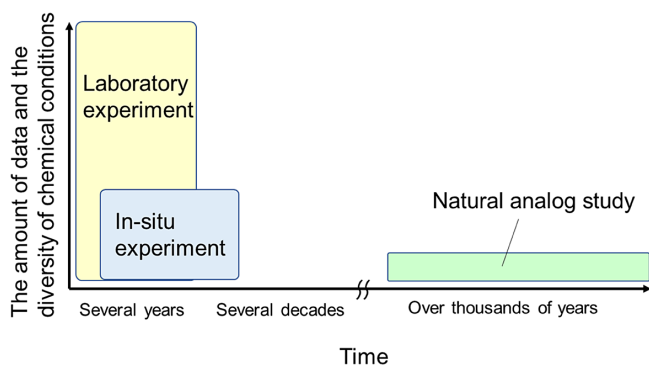 The amount of data and the
diversity of chemical conditions
Laboratory
experiment
In-situ
experiment
Natural analog study
Several years
Several decades
Over thousands of years
Time